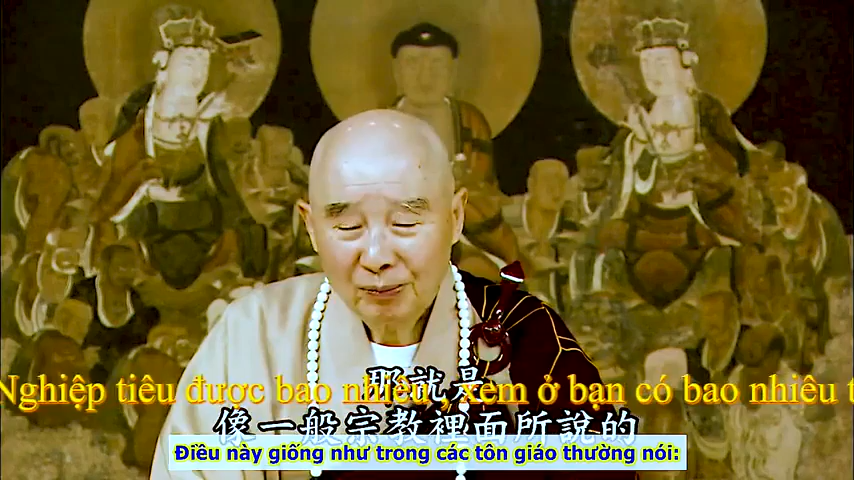 那就是
Nghiệp tiêu được bao nhiêu, xem ở bạn có bao nhiêu t
像一般宗教裡面所說的
Điều này giống như trong các tôn giáo thường nói: